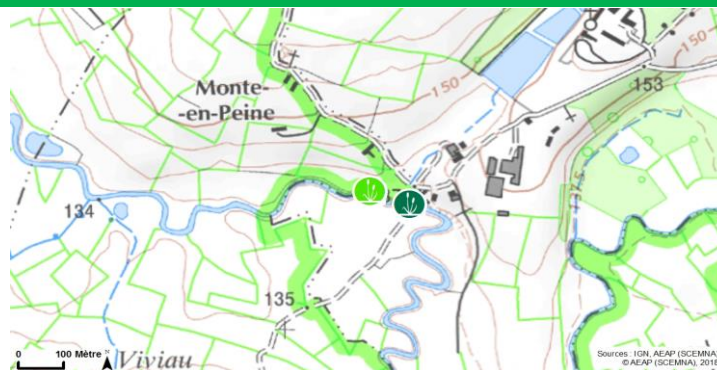 Monte-
-en-Peine
150
150
153
134
135
0 100 Mètre N
Viviau
Sources : IGN, AEAP (SCEMNA)
© AEAP (SCEMNA), 2018